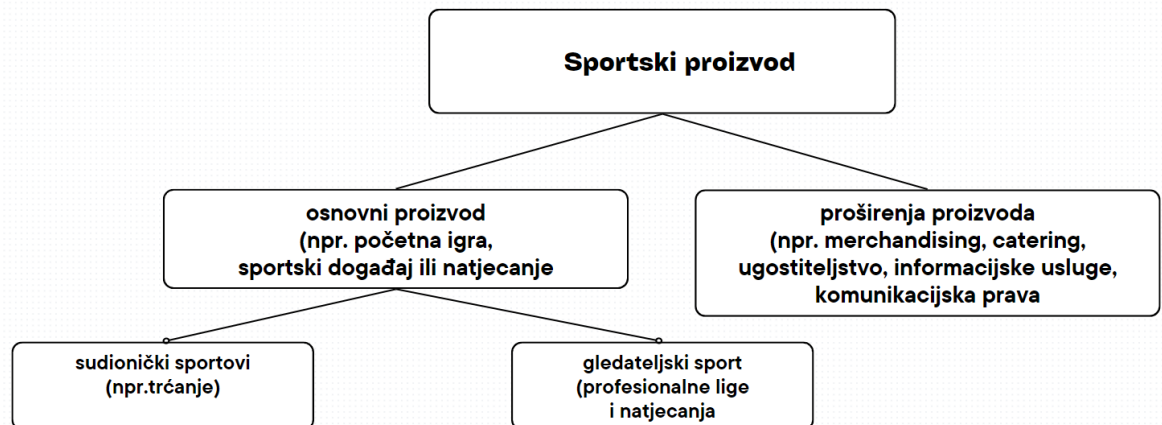 Sportski proizvod
osnovni proizvod
(npr. početna igra,
sportski događaj ili natjecanje
proširenja proizvoda
(npr. merchandising, catering,
ugostiteljstvo, informacijske usluge,
komunikacijska prava
sudionički sportovi
(npr.trćanje)
gledateljski sport
(profesionalne lige
i natjecanja